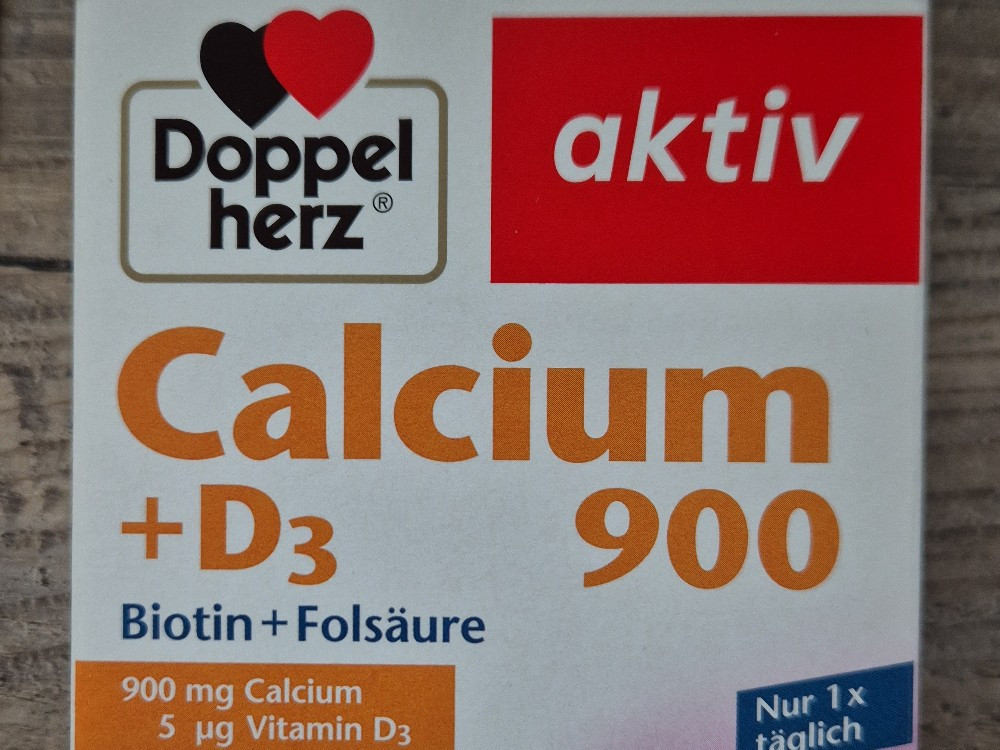 Doppel
herz®
aktiv
Calcium
+D3 900
Biotin+Folsäure
900 mg Calcium
5 µg Vitamin D3
Nur 1x
täglich